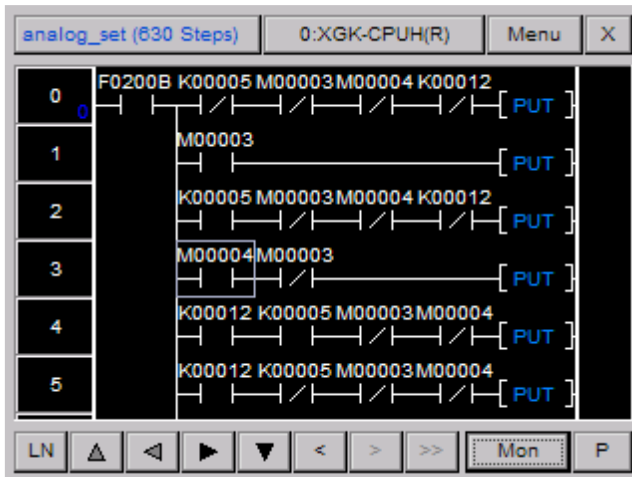 analog_set (630 Steps) 0:XGK-CPUH(R) Menu X
0 0 F0200B K00005 M00003 M00004 K00012
PUT
M00003
1 PUT
K00005 M00003 M00004 K00012
2 PUT
M00004 M00003
3 PUT
K00012 K00005 M00003 M00004
4 PUT
K00012 K00005 M00003 M00004
5 PUT
LN < > >> Mon P